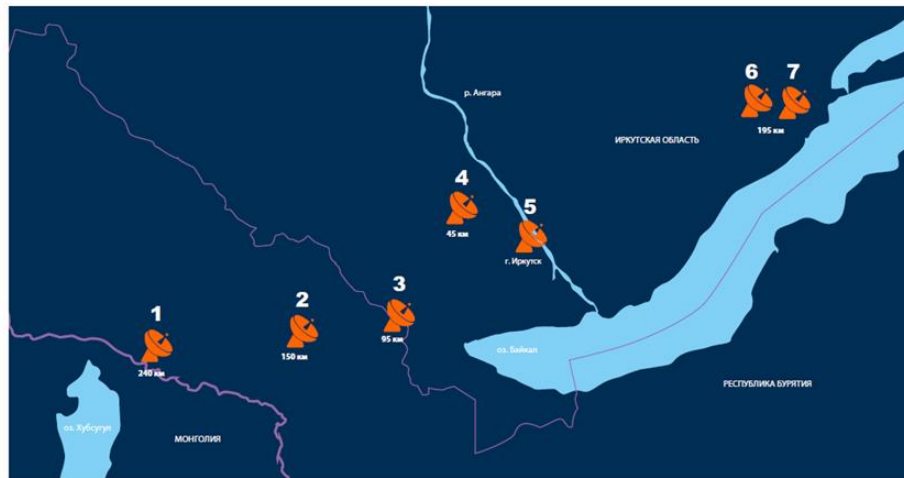 6 7
р. Ангара
195 км
ИРКУТСКАЯ ОБЛАСТЬ
4
45 км
5
г. Иркутск
3
95 км
2
150 км
1
240 км
оз. Байкал
РЕСПУБЛИКА БУРЯТИЯ
оз. Хубсугул
МОНГОЛИЯ